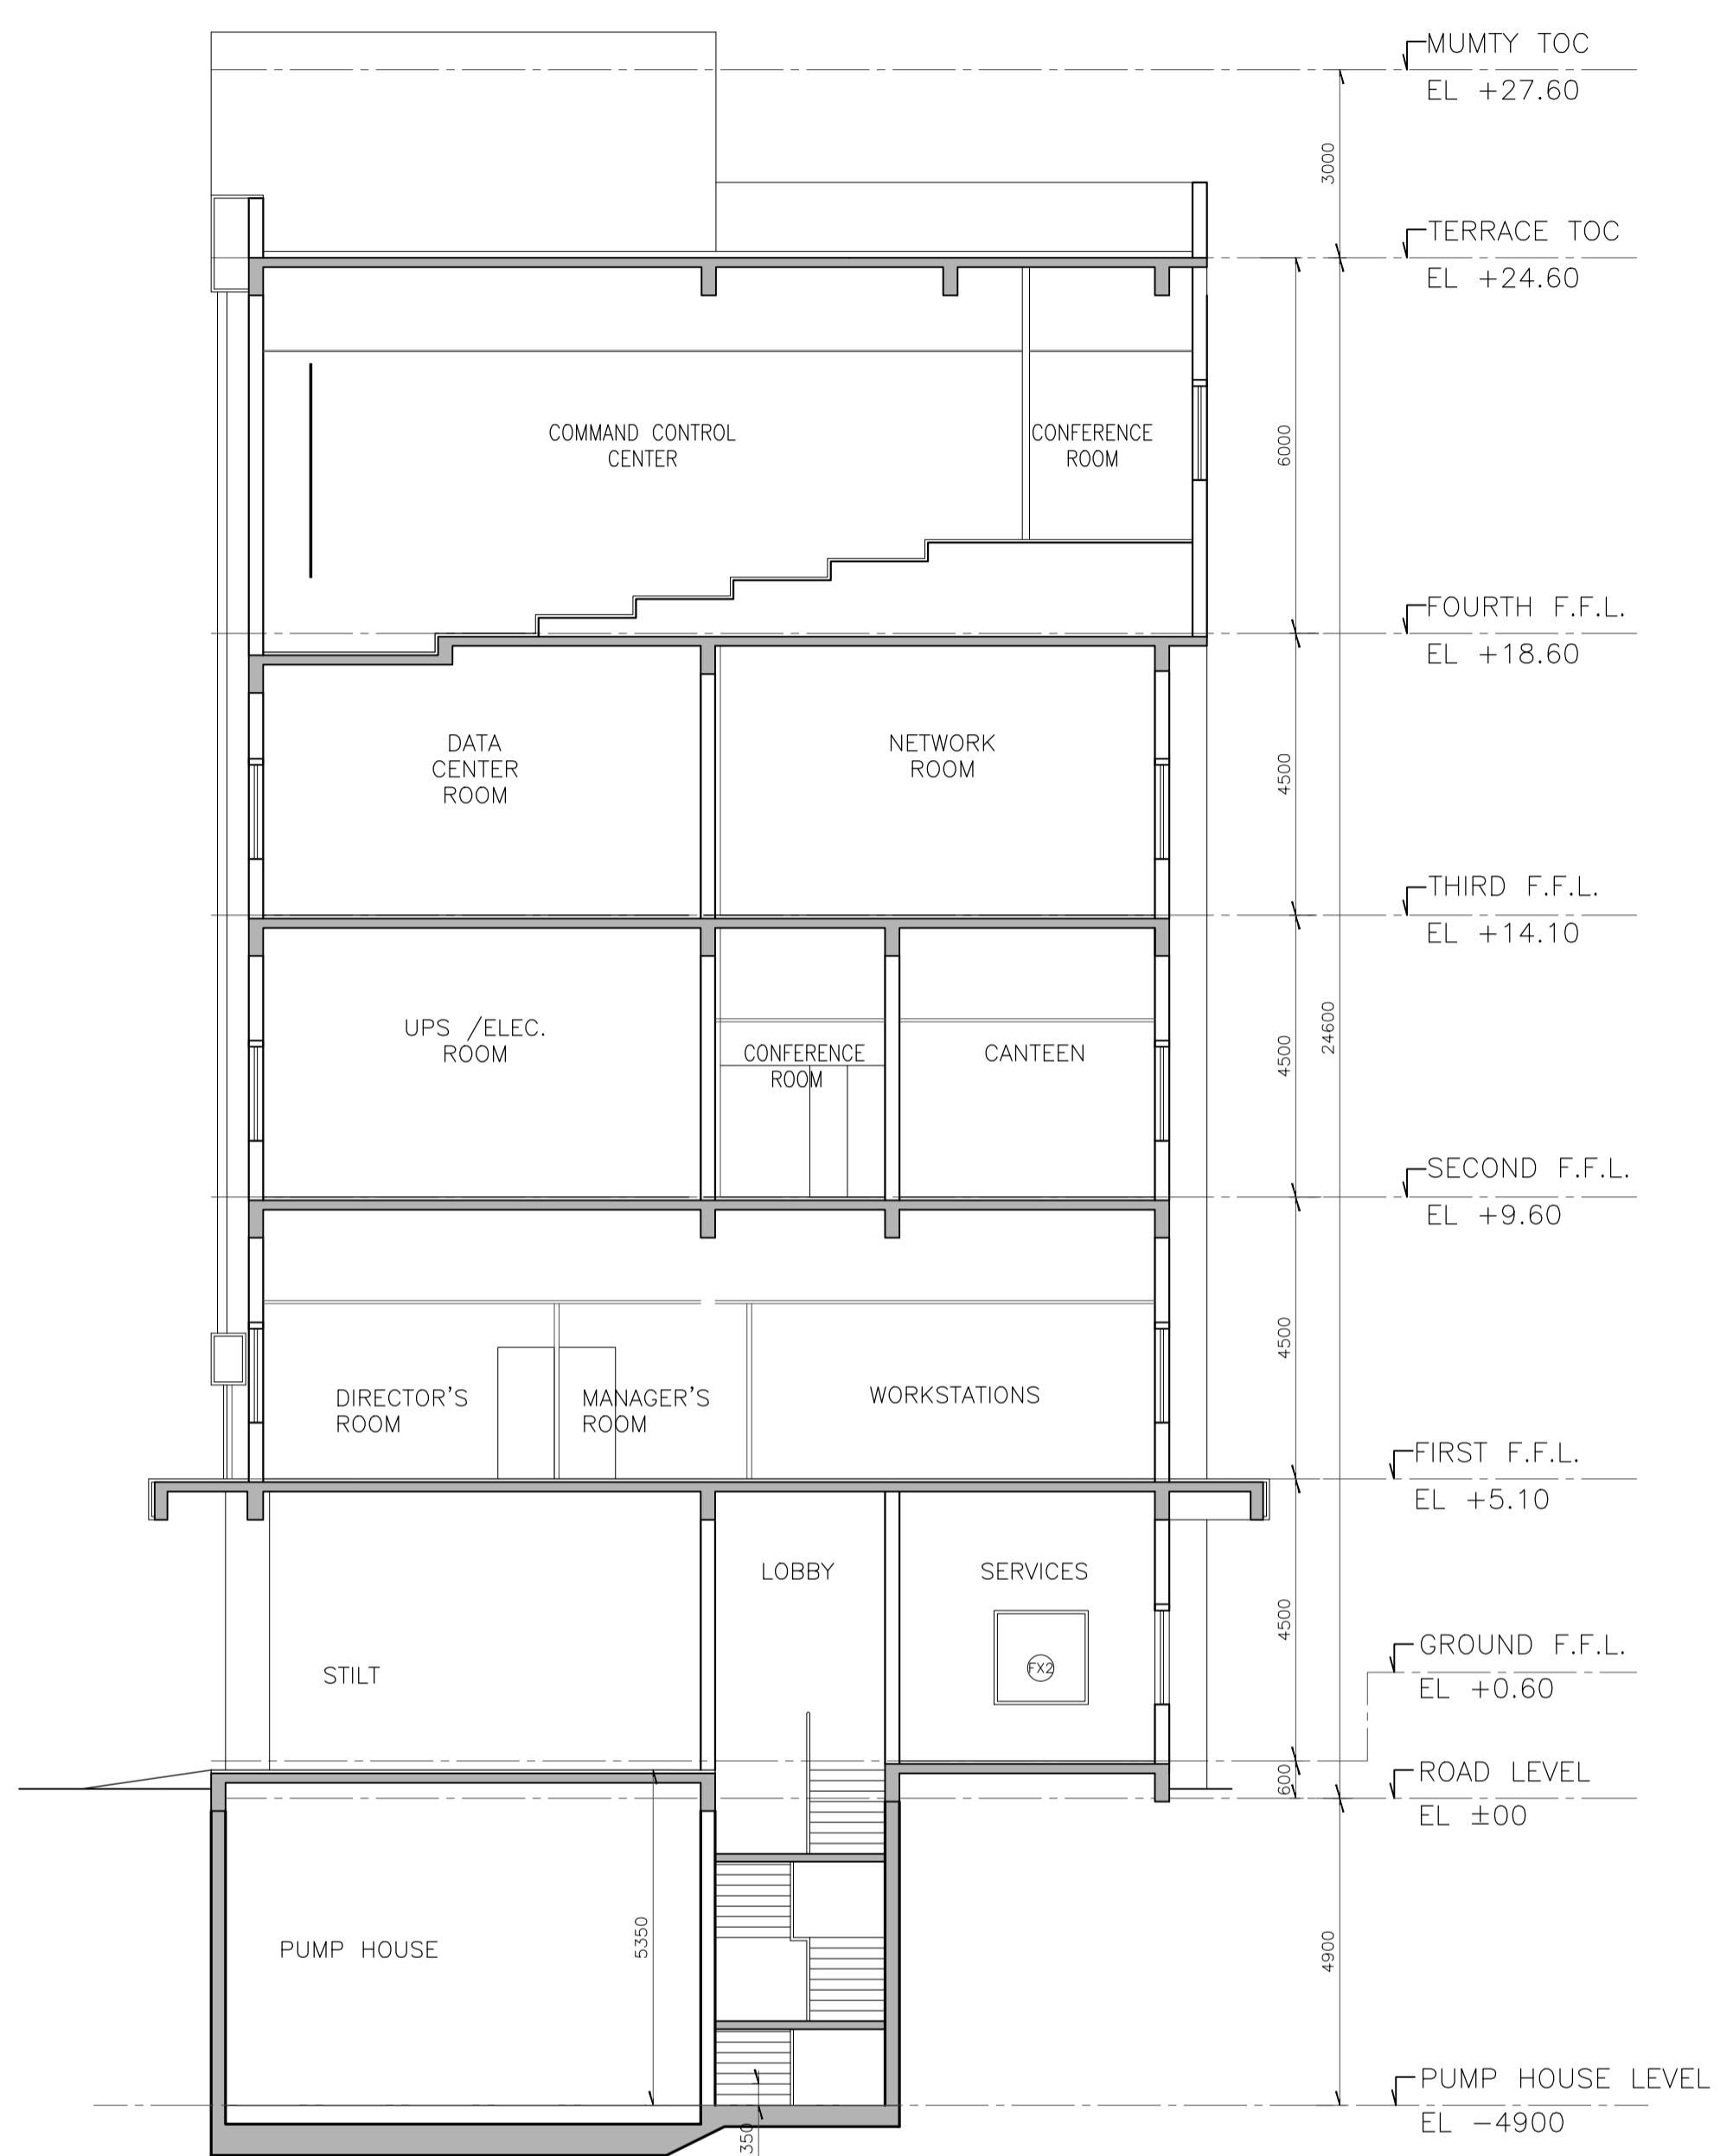 MUMTY TOC
EL +27.60
3000
TERRACE TOC
EL +24.60
COMMAND CONTROL
CENTER
CONFERENCE
ROOM
6000
FOURTH F.F.L.
EL +18.60
DATA
CENTER
ROOM
NETWORK
ROOM
4500
THIRD F.F.L.
EL +14.10
UPS /ELEC.
ROOM
CONFERENCE
ROOM
CANTEEN
4500
24600
SECOND F.F.L.
EL +9.60
DIRECTOR'S
ROOM
MANAGER'S
ROOM
WORKSTATIONS
4500
FIRST F.F.L.
EL +5.10
LOBBY
SERVICES
STILT
FX2
4500
GROUND F.F.L.
EL +0.60
600
ROAD LEVEL
EL ±00
PUMP HOUSE
5350
4900
350
PUMP HOUSE LEVEL
EL −4900